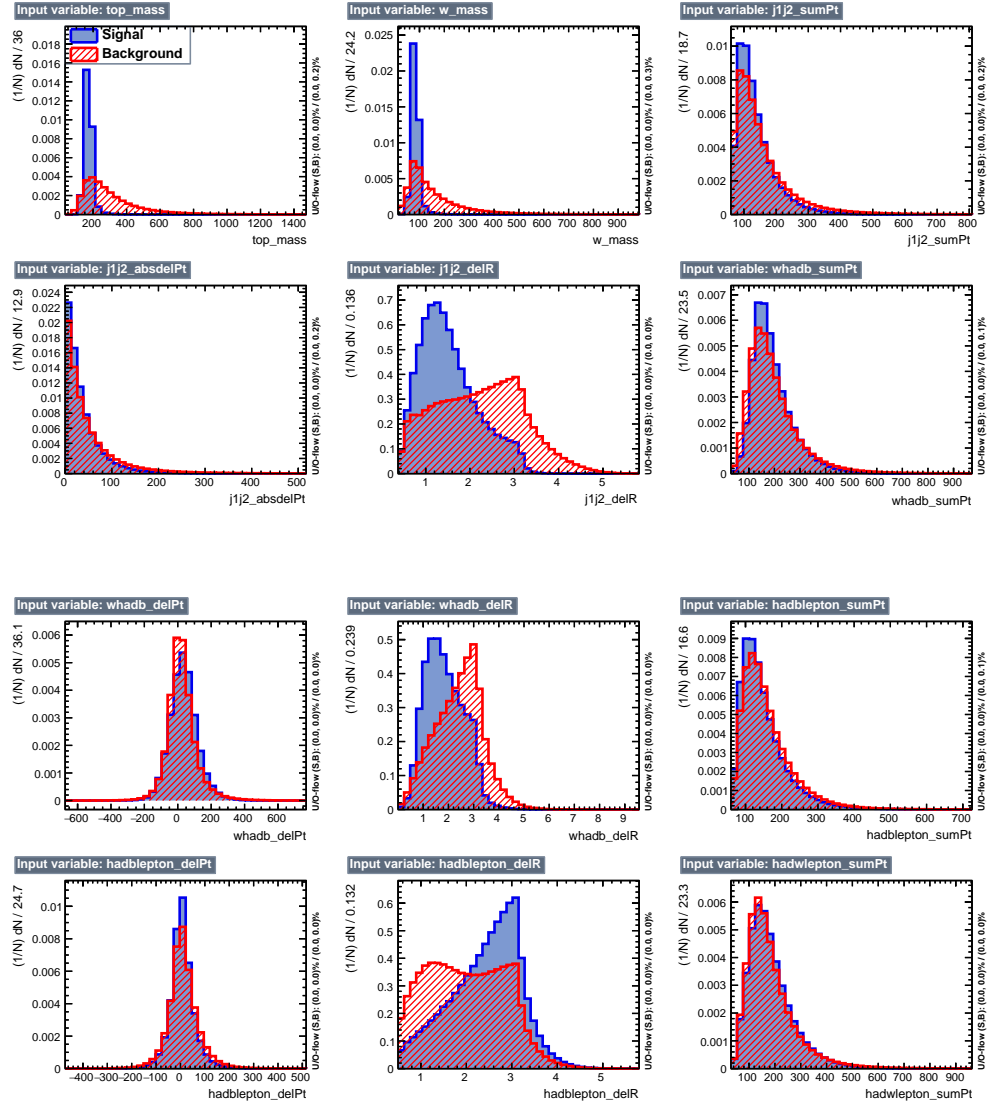 Input variable: top_mass
(1/N) dN / 36
0.018
0.016
0.014
0.012
0.01
0.008
0.006
0.004
0.002
0
Signal
Background
200 400 600 800 1000 1200 1400
top_mass
U/O-flow (S,B): (0.0, 0.0)% / (0.0, 0.2)%
Input variable: w_mass
(1/N) dN / 24.2
0.025
0.02
0.015
0.01
0.005
0
100 200 300 400 500 600 700 800 900
w_mass
U/O-flow (S,B): (0.0, 0.0)% / (0.0, 0.3)%
Input variable: j1j2_sumPt
(1/N) dN / 18.7
0.01
0.008
0.006
0.004
0.002
0
100 200 300 400 500 600 700 800
j1j2_sumPt
U/O-flow (S,B): (0.0, 0.0)% / (0.0, 0.2)%
Input variable: j1j2_absdelPt
(1/N) dN / 12.9
0.024
0.022
0.02
0.018
0.016
0.014
0.012
0.01
0.008
0.006
0.004
0.002
0
0 100 200 300 400 500
j1j2_absdelPt
U/O-flow (S,B): (0.0, 0.0)% / (0.0, 0.2)%
Input variable: j1j2_delR
(1/N) dN / 0.136
0.7
0.6
0.5
0.4
0.3
0.2
0.1
0
1 2 3 4 5
j1j2_delR
U/O-flow (S,B): (0.0, 0.0)% / (0.0, 0.0)%
Input variable: whadb_sumPt
(1/N) dN / 23.5
0.007
0.006
0.005
0.004
0.003
0.002
0.001
0
100 200 300 400 500 600 700 800 900
whadb_sumPt
U/O-flow (S,B): (0.0, 0.0)% / (0.0, 0.1)%
Input variable: whadb_delPt
(1/N) dN / 36.1
0.006
0.005
0.004
0.003
0.002
0.001
0
−600 −400 −200 0 200 400 600
whadb_delPt
U/O-flow (S,B): (0.0, 0.0)% / (0.0, 0.0)%
Input variable: whadb_delR
(1/N) dN / 0.239
0.5
0.4
0.3
0.2
0.1
0
1 2 3 4 5 6 7 8 9
whadb_delR
U/O-flow (S,B): (0.0, 0.0)% / (0.0, 0.0)%
Input variable: hadblepton_sumPt
(1/N) dN / 16.6
0.009
0.008
0.007
0.006
0.005
0.004
0.003
0.002
0.001
0
100 200 300 400 500 600 700
hadblepton_sumPt
U/O-flow (S,B): (0.0, 0.0)% / (0.0, 0.1)%
Input variable: hadblepton_delPt
(1/N) dN / 24.7
0.01
0.008
0.006
0.004
0.002
0
−400−300−200−100 0 100 200 300 400 500
hadblepton_delPt
U/O-flow (S,B): (0.0, 0.0)% / (0.0, 0.0)%
Input variable: hadblepton_delR
(1/N) dN / 0.132
0.6
0.5
0.4
0.3
0.2
0.1
0
1 2 3 4 5
hadblepton_delR
U/O-flow (S,B): (0.0, 0.0)% / (0.0, 0.0)%
Input variable: hadwlepton_sumPt
(1/N) dN / 23.3
0.006
0.005
0.004
0.003
0.002
0.001
0
100 200 300 400 500 600 700 800 900
hadwlepton_sumPt
U/O-flow (S,B): (0.0, 0.0)% / (0.0, 0.0)%